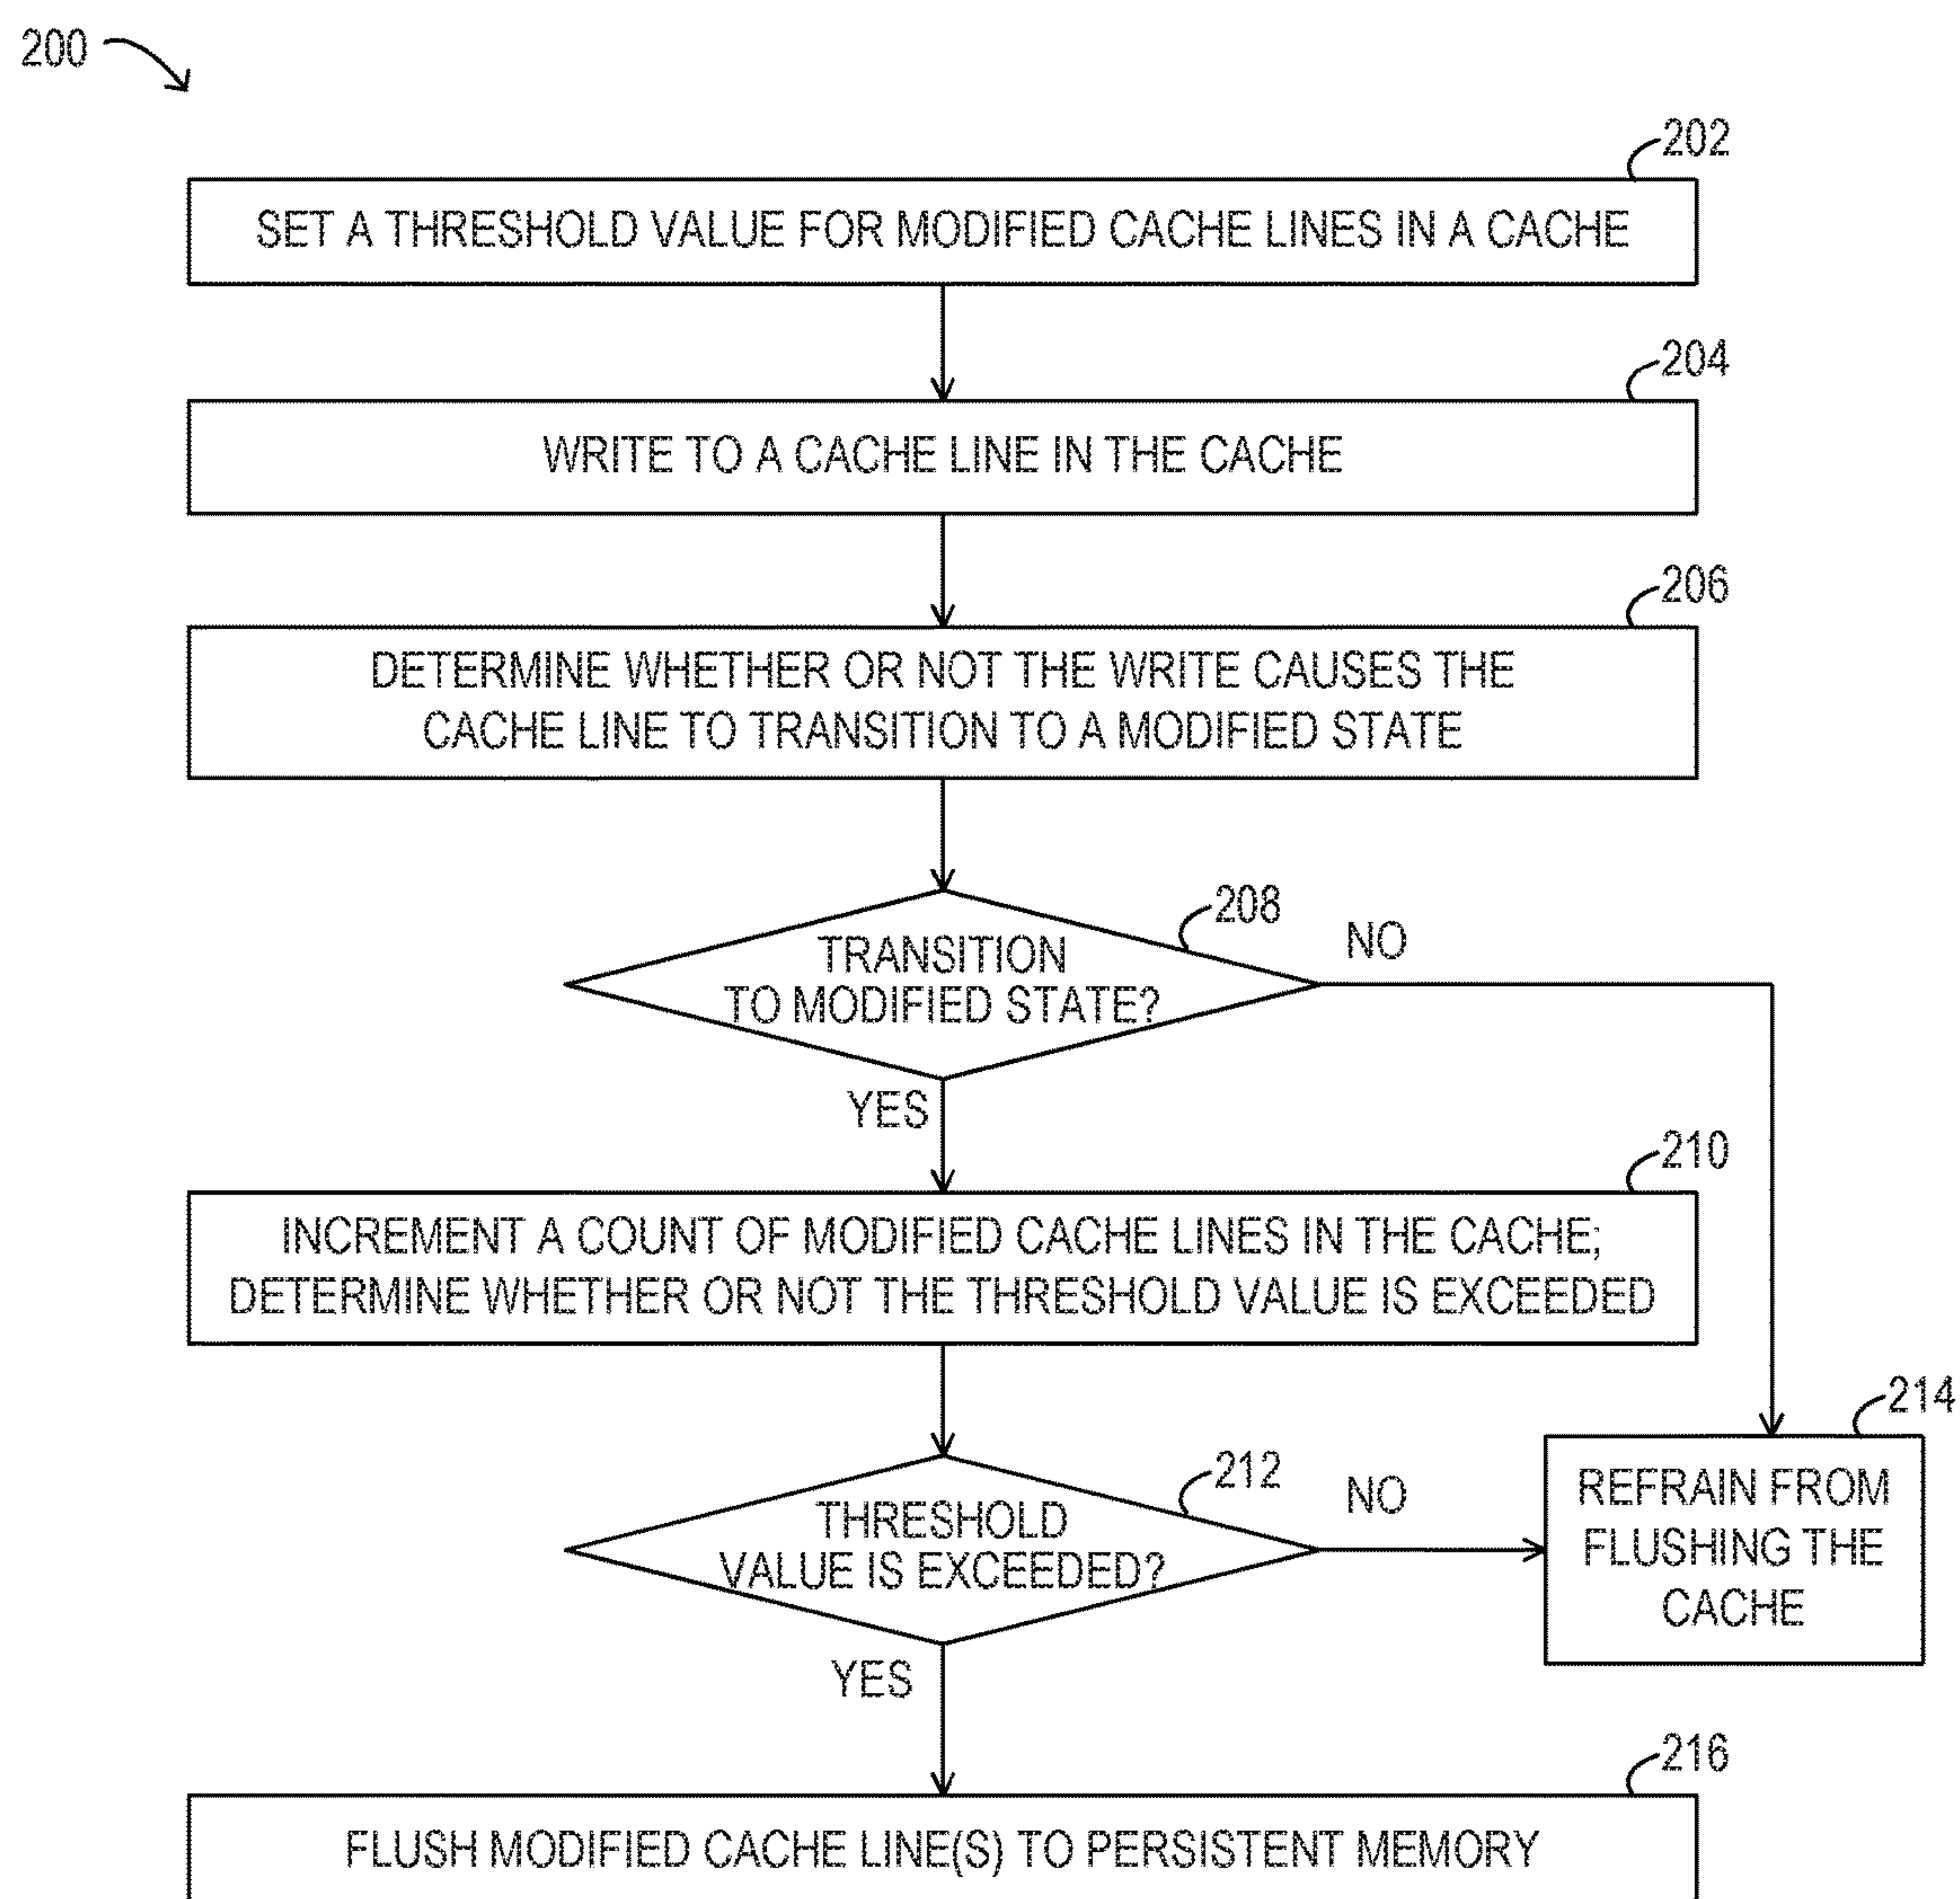 200
202
SET A THRESHOLD VALUE FOR MODIFIED CACHE LINES IN A CACHE
204
WRITE TO A CACHE LINE IN THE CACHE
206
DETERMINE WHETHER OR NOT THE WRITE CAUSES THE
CACHE LINE TO TRANSITION TO A MODIFIED STATE
208
TRANSITION
TO MODIFIED STATE?
NO
YES
210
INCREMENT A COUNT OF MODIFIED CACHE LINES IN THE CACHE;
DETERMINE WHETHER OR NOT THE THRESHOLD VALUE IS EXCEEDED
212
THRESHOLD
VALUE IS EXCEEDED?
NO
214
REFRAIN FROM
FLUSHING THE
CACHE
YES
216
FLUSH MODIFIED CACHE LINE(S) TO PERSISTENT MEMORY